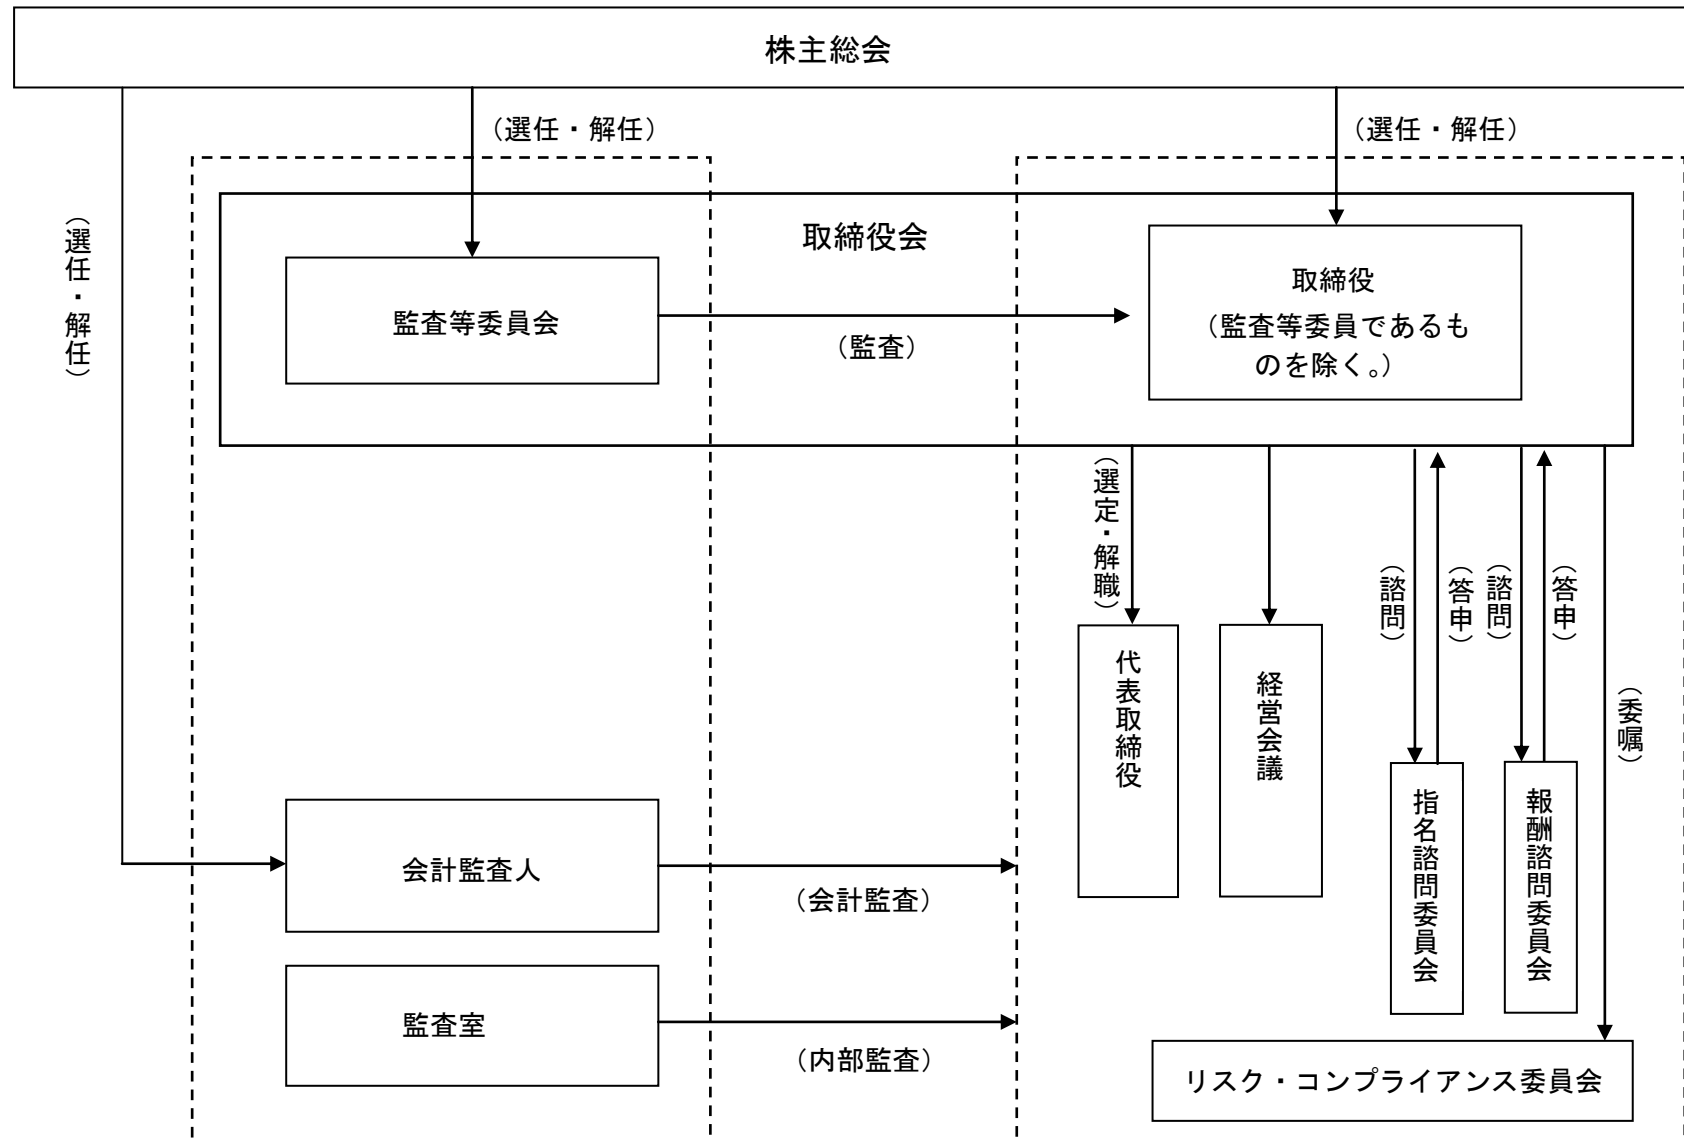 株主総会
（選任・解任）
（選任・解任）
（選任・解任）
取締役会
監査等委員会
（監査）
取締役
（監査等委員であるも
のを除く。）
（選定・解職）
（諮問）
（答申）
（諮問）
（答申）
（委嘱）
代表取締役
経営会議
指名諮問委員会
報酬諮問委員会
会計監査人
（会計監査）
監査室
（内部監査）
リスク・コンプライアンス委員会